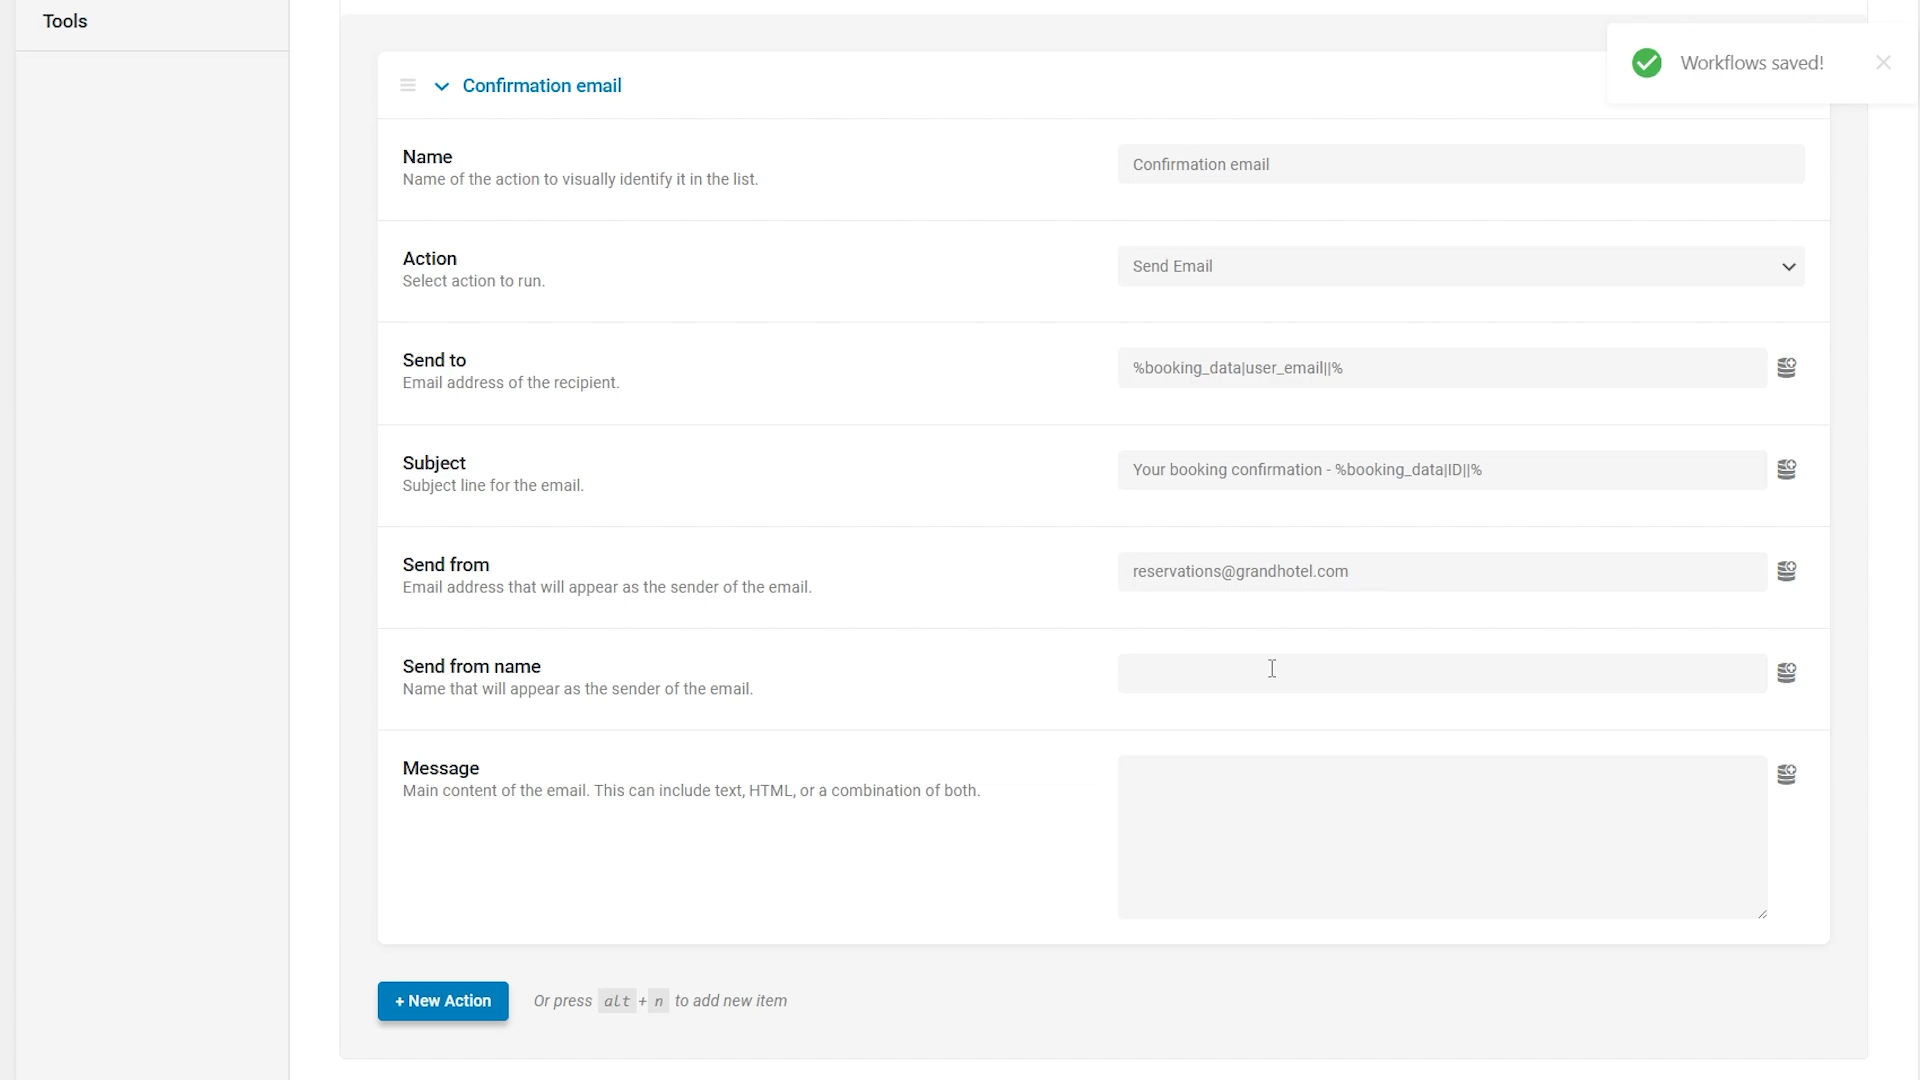 Tools
Workflows saved!
Confirmation email
Name
Name of the action to visually identify it in the list.
Confirmation email
Action
Select action to run.
Send Email
Send to
Email address of the recipient.
%booking_data|user_email||%
Subject
Subject line for the email.
Your booking confirmation - %booking_data|ID||%
Send from
Email address that will appear as the sender of the email.
reservations@grandhotel.com
Send from name
Name that will appear as the sender of the email.
Message
Main content of the email. This can include text, HTML, or a combination of both.
+ New Action
Or press alt + n to add new item